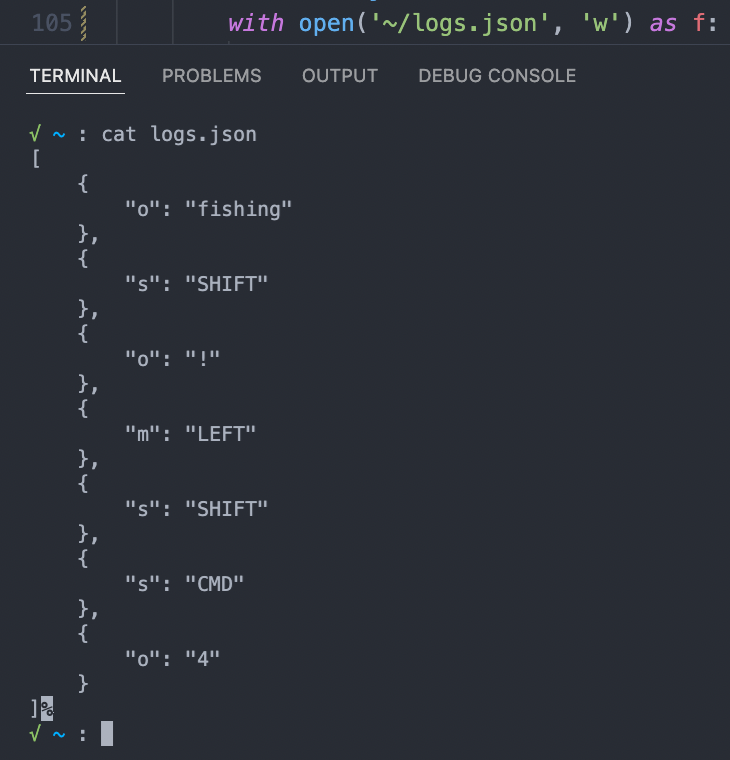 105 with open('~/logs.json', 'w') as f:
TERMINAL PROBLEMS OUTPUT DEBUG CONSOLE
√ ~ : cat logs.json
[
    {
        "o": "fishing"
    },
    {
        "s": "SHIFT"
    },
    {
        "o": "!"
    },
    {
        "m": "LEFT"
    },
    {
        "s": "SHIFT"
    },
    {
        "s": "CMD"
    },
    {
        "o": "4"
    }
]%
√ ~ :